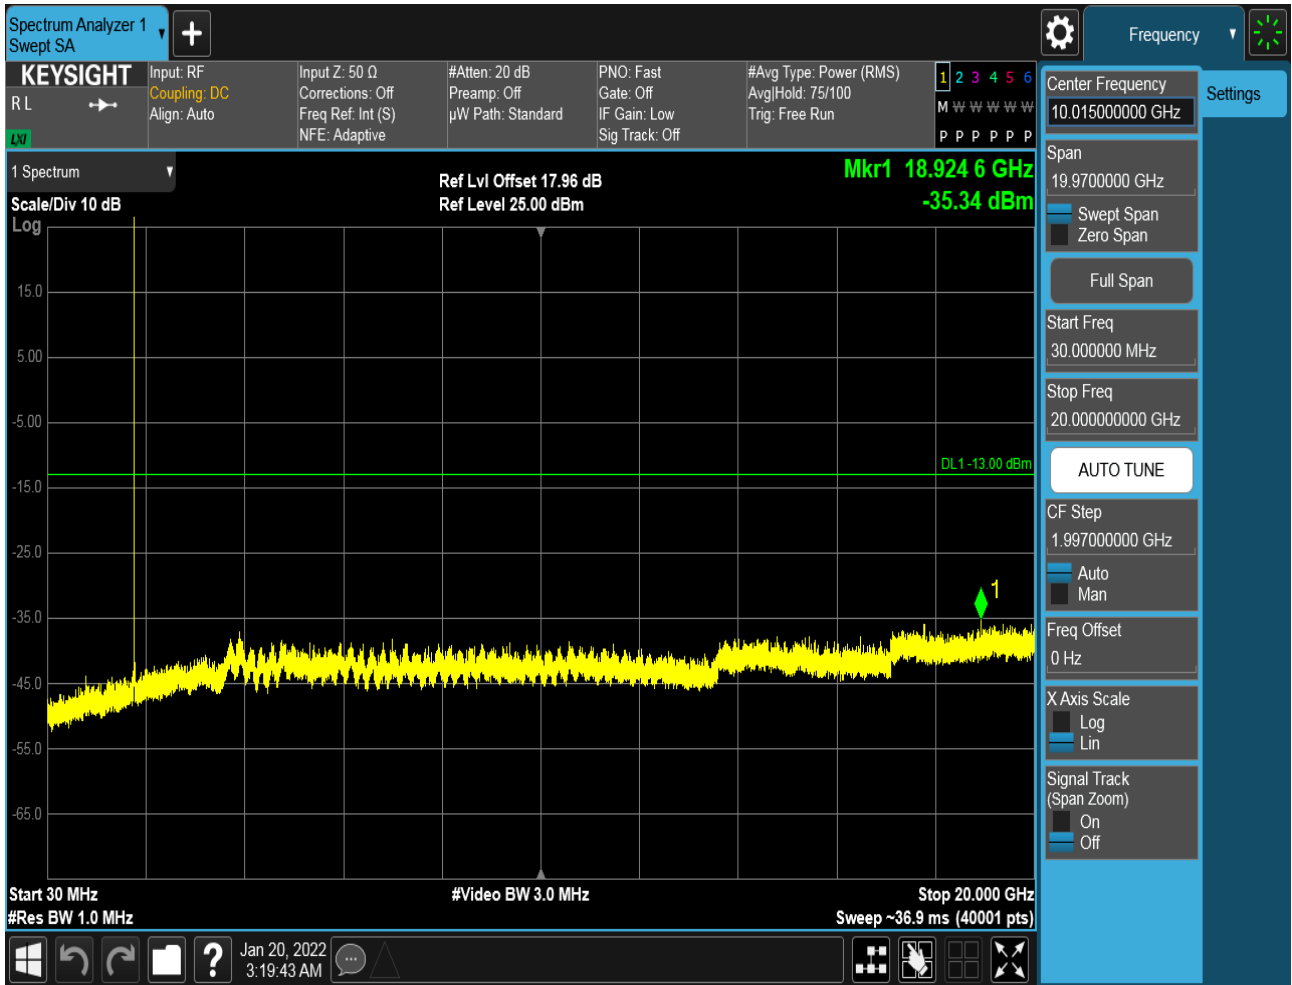 Spectrum Analyzer 1
Swept SA
Frequency
KEYSIGHT
R L
LXI
Input: RF
Coupling: DC
Align: Auto
Input Z: 50 Ω
Corrections: Off
Freq Ref: Int (S)
NFE: Adaptive
#Atten: 20 dB
Preamp: Off
µW Path: Standard
PNO: Fast
Gate: Off
IF Gain: Low
Sig Track: Off
#Avg Type: Power (RMS)
Avg|Hold: 75/100
Trig: Free Run
1 2 3 4 5 6
M W W W W W
P P P P P P
1 Spectrum
Scale/Div 10 dB
Log
Ref Lvl Offset 17.96 dB
Ref Level 25.00 dBm
Mkr1 18.924 6 GHz
-35.34 dBm
15.0
5.00
-5.00
-15.0
-25.0
-35.0
-45.0
-55.0
-65.0
DL1 -13.00 dBm
1
Start 30 MHz
#Res BW 1.0 MHz
#Video BW 3.0 MHz
Stop 20.000 GHz
Sweep ~36.9 ms (40001 pts)
Jan 20, 2022
3:19:43 AM
Center Frequency
10.015000000 GHz
Settings
Span
19.9700000 GHz
Swept Span
Zero Span
Full Span
Start Freq
30.000000 MHz
Stop Freq
20.000000000 GHz
AUTO TUNE
CF Step
1.997000000 GHz
Auto
Man
Freq Offset
0 Hz
X Axis Scale
Log
Lin
Signal Track
(Span Zoom)
On
Off